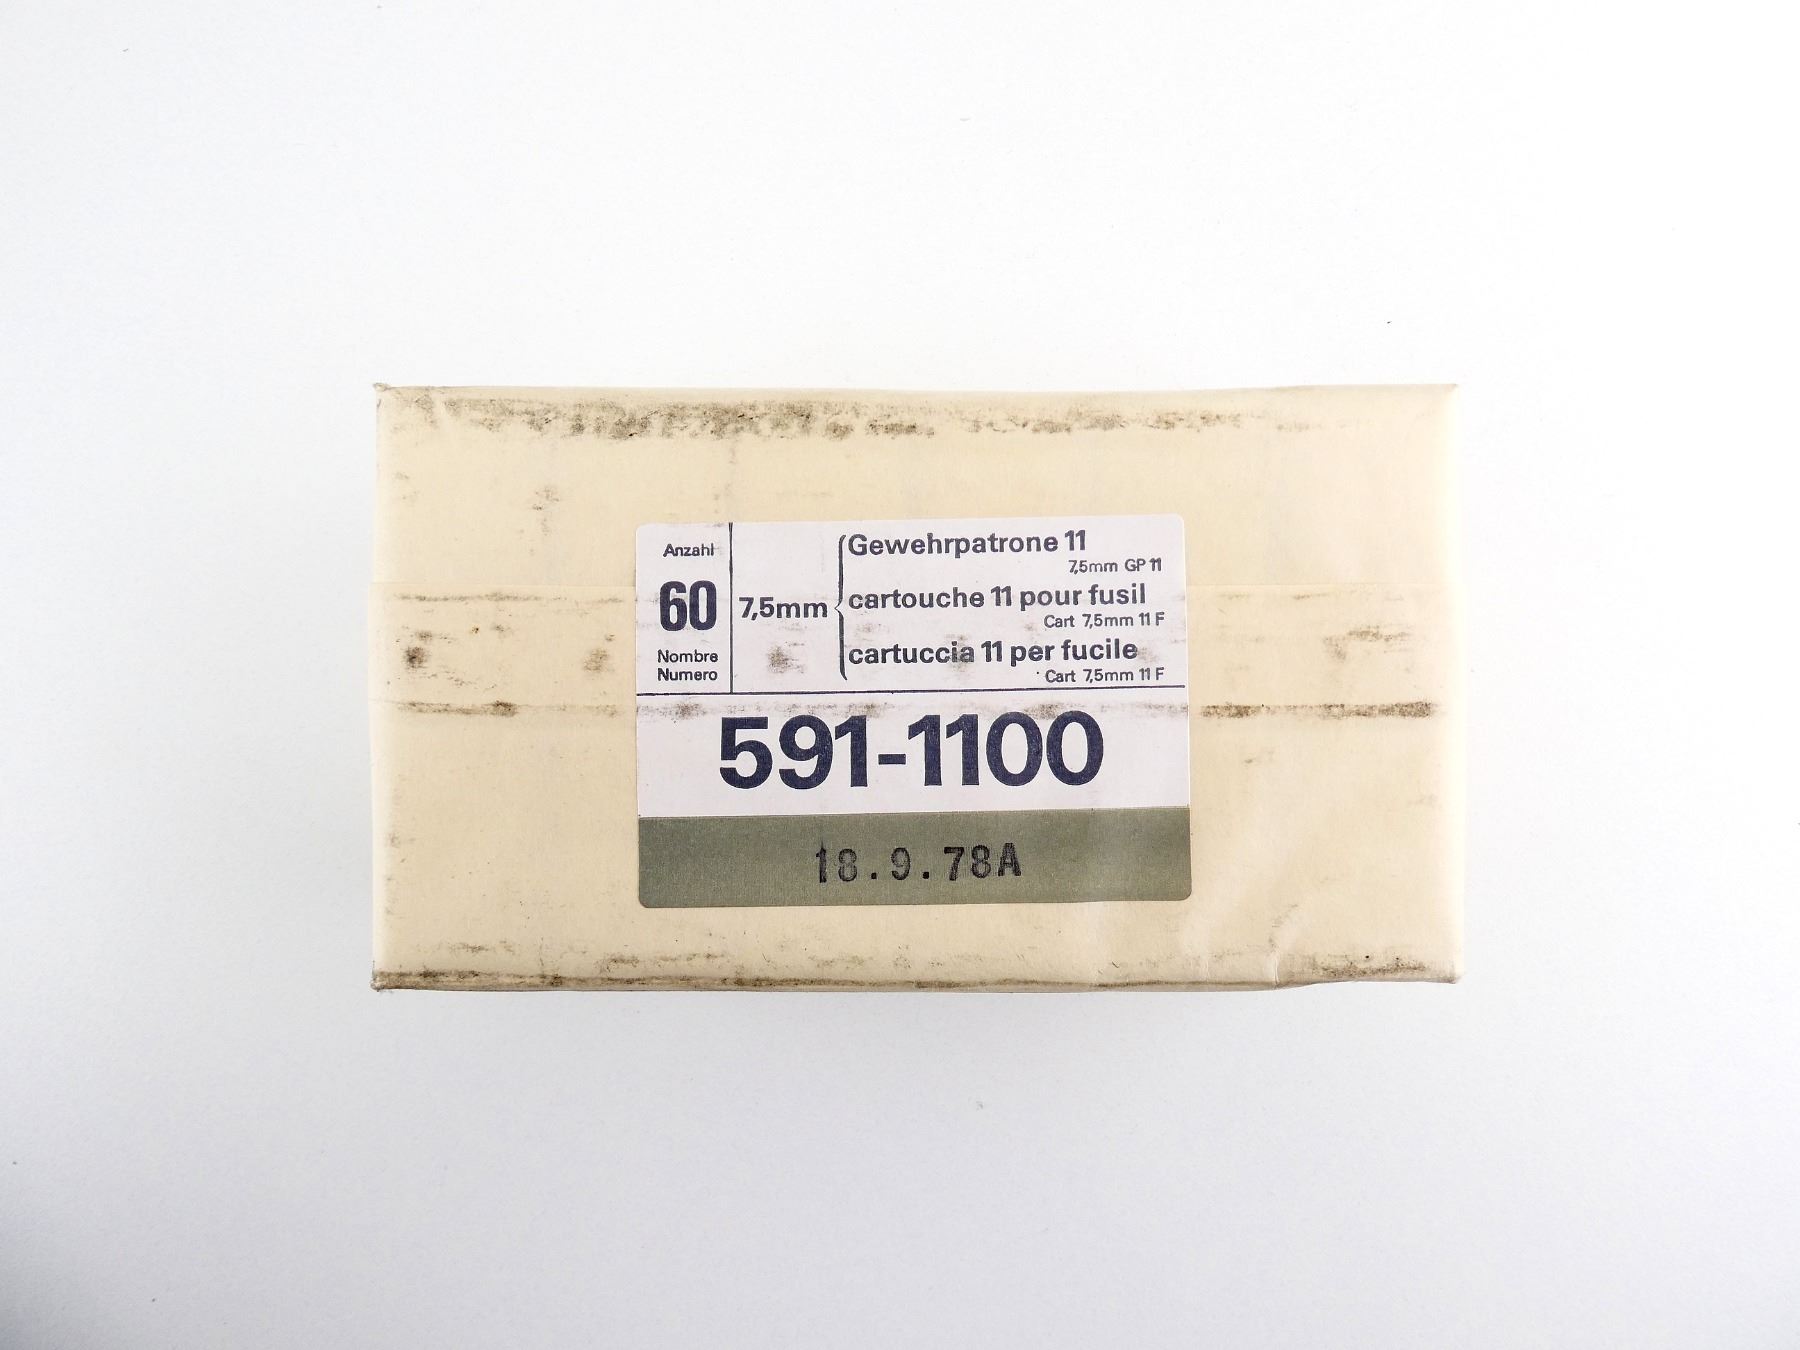 Anzahl
60
Nombre
Numero
7,5mm
Gewehrpatrone 11
7,5mm GP 11
cartouche 11 pour fusil
Cart 7,5mm 11 F
cartuccia 11 per fucile
Cart 7,5mm 11 F
591-1100
18.9.78A